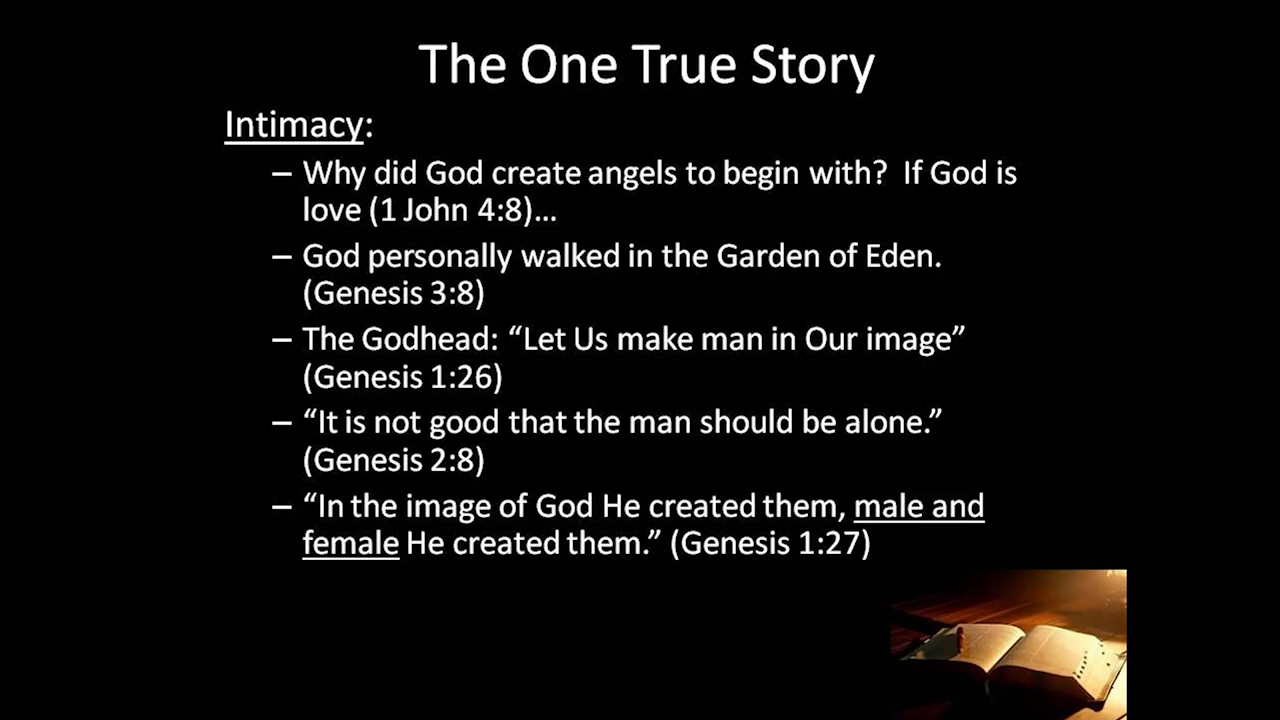 The One True Story
Intimacy:
– Why did God create angels to begin with?  If God is
love (1 John 4:8)…
– God personally walked in the Garden of Eden.
(Genesis 3:8)
– The Godhead: “Let Us make man in Our image”
(Genesis 1:26)
– “It is not good that the man should be alone.”
(Genesis 2:8)
– “In the image of God He created them, male and
female He created them.” (Genesis 1:27)